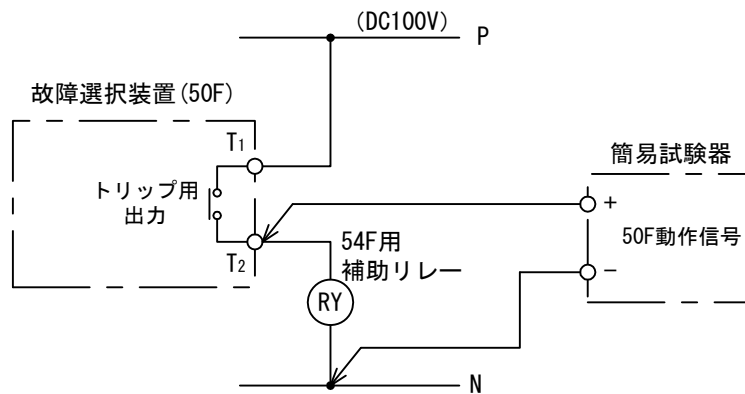 (DC100V)
P
故障選択装置(50F)
T1
トリップ用
出力
T2
54F用
補助リレー
RY
N
簡易試験器
+
50F動作信号
-